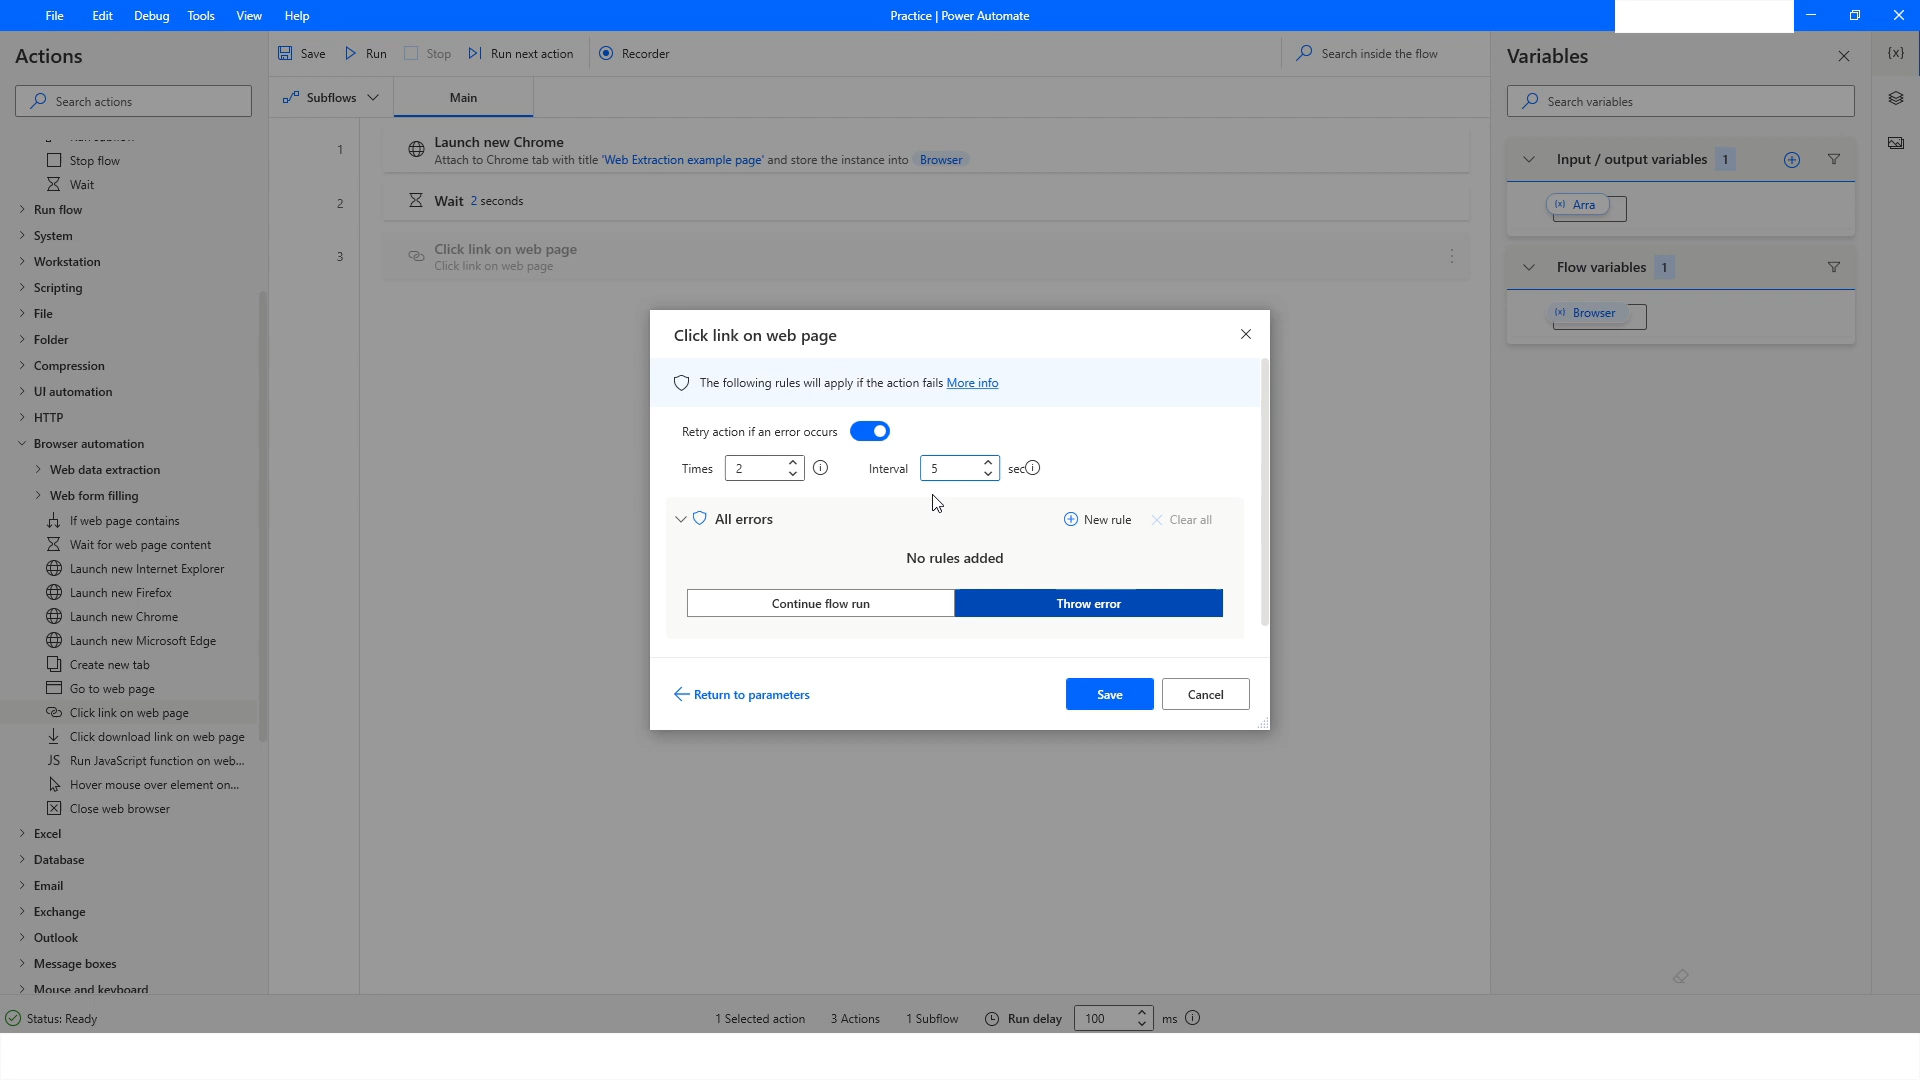 File Edit Debug Tools View Help
Practice | Power Automate
Actions
Search actions
Stop flow
Wait
Run flow
System
Workstation
Scripting
File
Folder
Compression
UI automation
HTTP
Browser automation
Web data extraction
Web form filling
If web page contains
Wait for web page content
Launch new Internet Explorer
Launch new Firefox
Launch new Chrome
Launch new Microsoft Edge
Create new tab
Go to web page
Click link on web page
Click download link on web page
JS Run JavaScript function on web...
Hover mouse over element on...
Close web browser
Excel
Database
Email
Exchange
Outlook
Message boxes
Mouse and keyboard
Save Run Stop Run next action Recorder
Search inside the flow
Subflows Main
1 Launch new Chrome
Attach to Chrome tab with title 'Web Extraction example page' and store the instance into Browser
2 Wait 2 seconds
3 Click link on web page
Click link on web page
Click link on web page
The following rules will apply if the action fails More info
Retry action if an error occurs
Times 2 Interval 5 sec
All errors New rule Clear all
No rules added
Continue flow run Throw error
Return to parameters Save Cancel
Variables
{x}
Search variables
Input / output variables 1
(x) Arra
Flow variables 1
(x) Browser
Status: Ready 1 Selected action 3 Actions 1 Subflow Run delay 100 ms